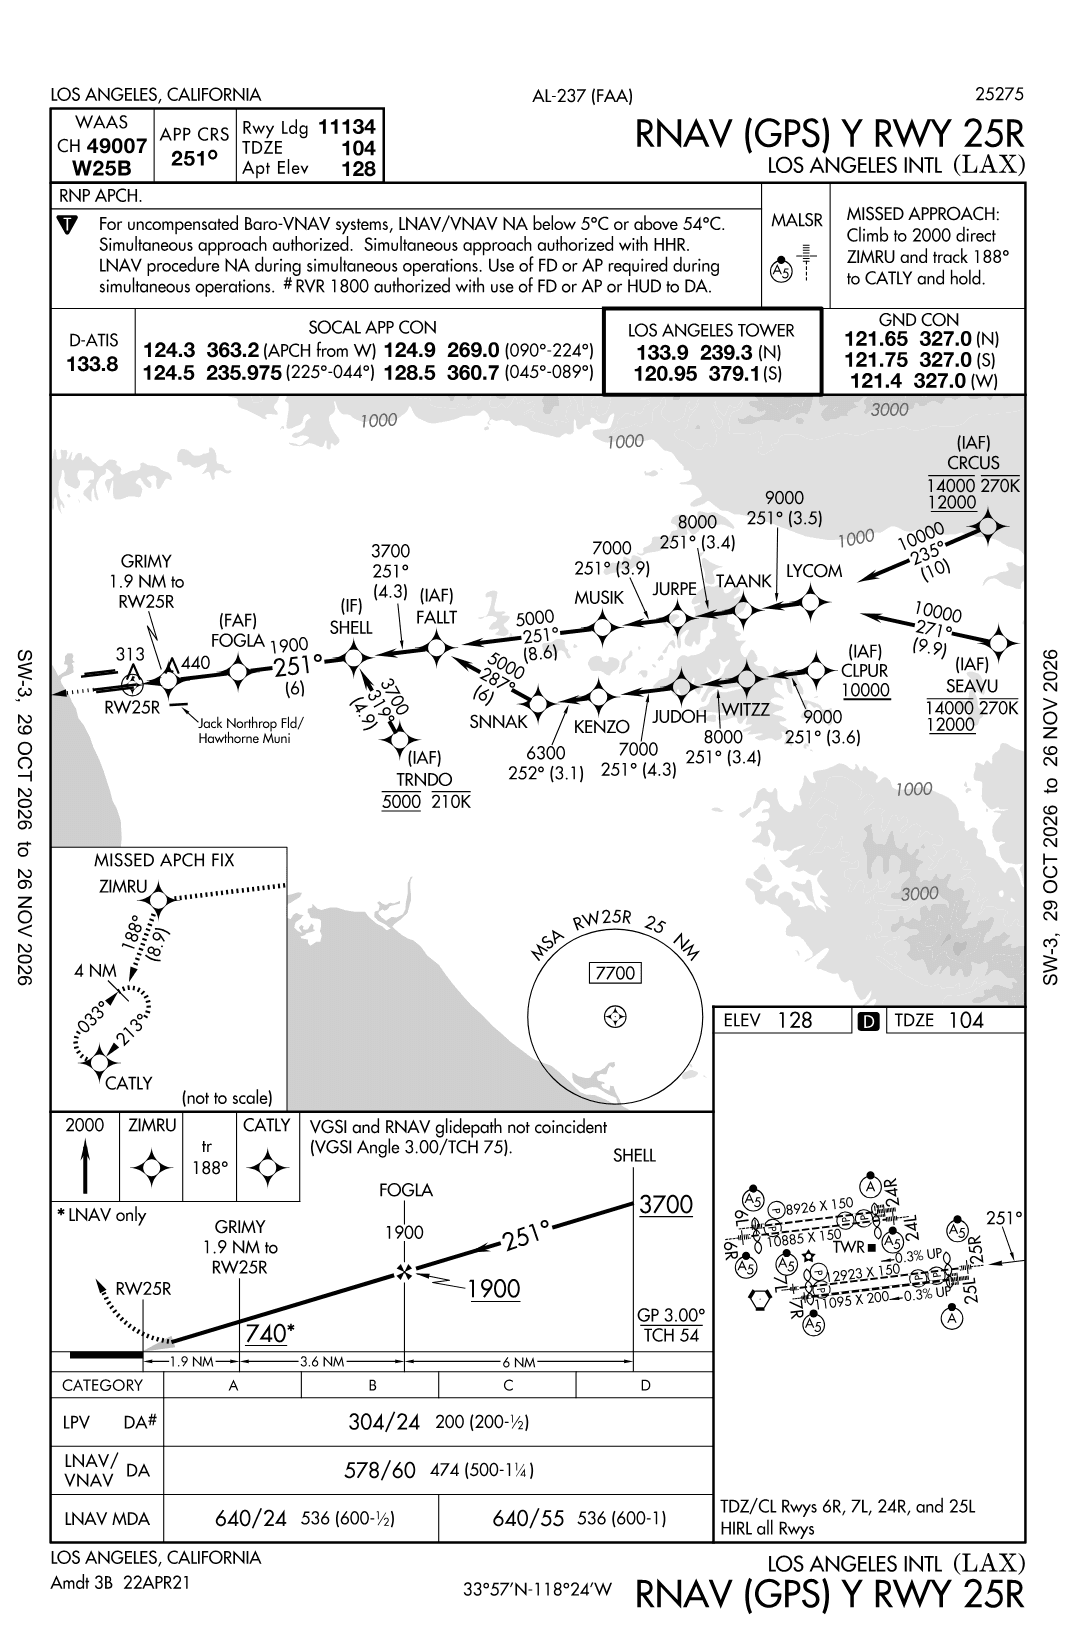 LOS ANGELES, CALIFORNIA
AL-237 (FAA)
25275
WAAS
CH 49007
W25B
APP CRS
251°
Rwy Ldg 11134
TDZE 104
Apt Elev 128
RNAV (GPS) Y RWY 25R
LOS ANGELES INTL (LAX)
RNP APCH.
T
For uncompensated Baro-VNAV systems, LNAV/VNAV NA below 5°C or above 54°C.
Simultaneous approach authorized. Simultaneous approach authorized with HHR.
LNAV procedure NA during simultaneous operations. Use of FD or AP required during
simultaneous operations. #RVR 1800 authorized with use of FD or AP or HUD to DA.
MALSR
A5
MISSED APPROACH:
Climb to 2000 direct
ZIMRU and track 188°
to CATLY and hold.
D-ATIS
133.8
SOCAL APP CON
124.3 363.2 (APCH from W) 124.9 269.0 (090°-224°)
124.5 235.975 (225°-044°) 128.5 360.7 (045°-089°)
LOS ANGELES TOWER
133.9 239.3 (N)
120.95 379.1 (S)
GND CON
121.65 327.0 (N)
121.75 327.0 (S)
121.4 327.0 (W)
1000
1000
3000
1000
1000
3000
(IAF)
CRCUS
14000 270K
12000
10000
235°
(10)
9000
251° (3.5)
8000
251° (3.4)
7000
251° (3.9)
LYCOM
TAANK
JURPE
MUSIK
5000
251°
(8.6)
3700
251°
(4.3)
(IAF)
FALLT
(IF)
SHELL
(FAF)
FOGLA
1900
251°
(6)
GRIMY
1.9 NM to
RW25R
313
440
RW25R
Jack Northrop Fld/
Hawthorne Muni
10000
271°
(9.9)
(IAF)
SEAVU
14000 270K
12000
(IAF)
CLPUR
10000
9000
251° (3.6)
WITZZ
8000
251° (3.4)
JUDOH
7000
251° (4.3)
KENZO
6300
252° (3.1)
SNNAK
5000
287°
(6)
3700
319°
(4.9)
(IAF)
TRNDO
5000 210K
SW-3, 29 OCT 2026 to 26 NOV 2026
SW-3, 29 OCT 2026 to 26 NOV 2026
MISSED APCH FIX
ZIMRU
188°
(8.9)
4 NM
033°
213°
CATLY
(not to scale)
MSA RW25R 25 NM
7700
ELEV 128
D
TDZE 104
2000
ZIMRU
tr
188°
CATLY
VGSI and RNAV glidepath not coincident
(VGSI Angle 3.00/TCH 75).
*LNAV only
SHELL
3700
FOGLA
1900
251°
1900
GRIMY
1.9 NM to
RW25R
740*
RW25R
GP 3.00°
TCH 54
1.9 NM
3.6 NM
6 NM
CATEGORY A B C D
LPV DA# 304/24 200 (200-½)
LNAV/
VNAV DA 578/60 474 (500-1¼)
LNAV MDA 640/24 536 (600-½) 640/55 536 (600-1)
A5
A
24R
8926 X 150
P
6L
24L
A5
10885 X 150
6R
TWR
A5
A5
A5
0.3% UP
25R
251°
7L
P
12923 X 150
11095 X 200
0.3% UP
25L
7R
A5
A
TDZ/CL Rwys 6R, 7L, 24R, and 25L
HIRL all Rwys
LOS ANGELES, CALIFORNIA
Amdt 3B 22APR21
33°57'N-118°24'W
LOS ANGELES INTL (LAX)
RNAV (GPS) Y RWY 25R